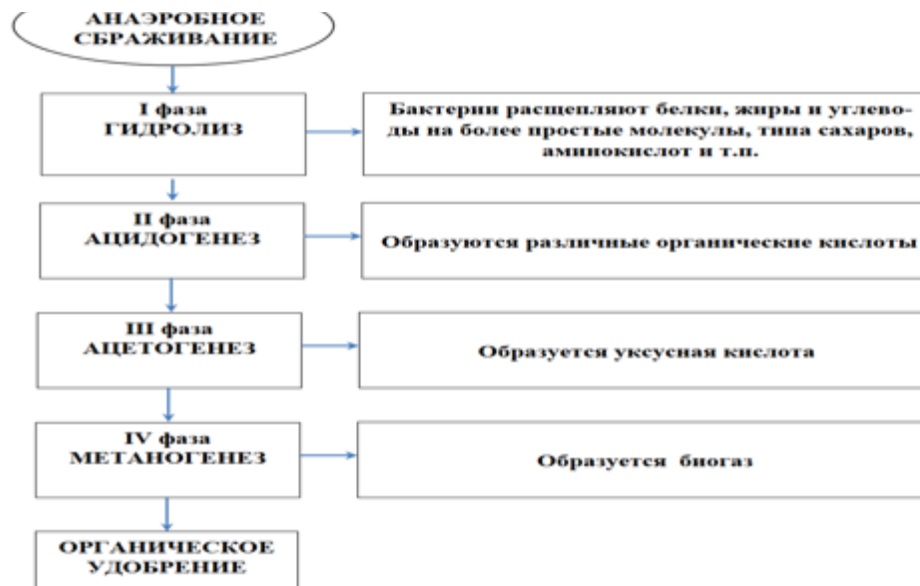 АНАЭРОБНОЕ
СБРАЖИВАНИЕ
I фаза
ГИДРОЛИЗ
Бактерии расщепляют белки, жиры и углево-
ды на более простые молекулы, типа сахаров,
аминокислот и т.п.
II фаза
АЦИДОГЕНЕЗ
Образуются различные органические кислоты
III фаза
АЦЕТОГЕНЕЗ
Образуется уксусная кислота
IV фаза
МЕТАНОГЕНЕЗ
Образуется биогаз
ОРГАНИЧЕСКОЕ
УДОБРЕНИЕ